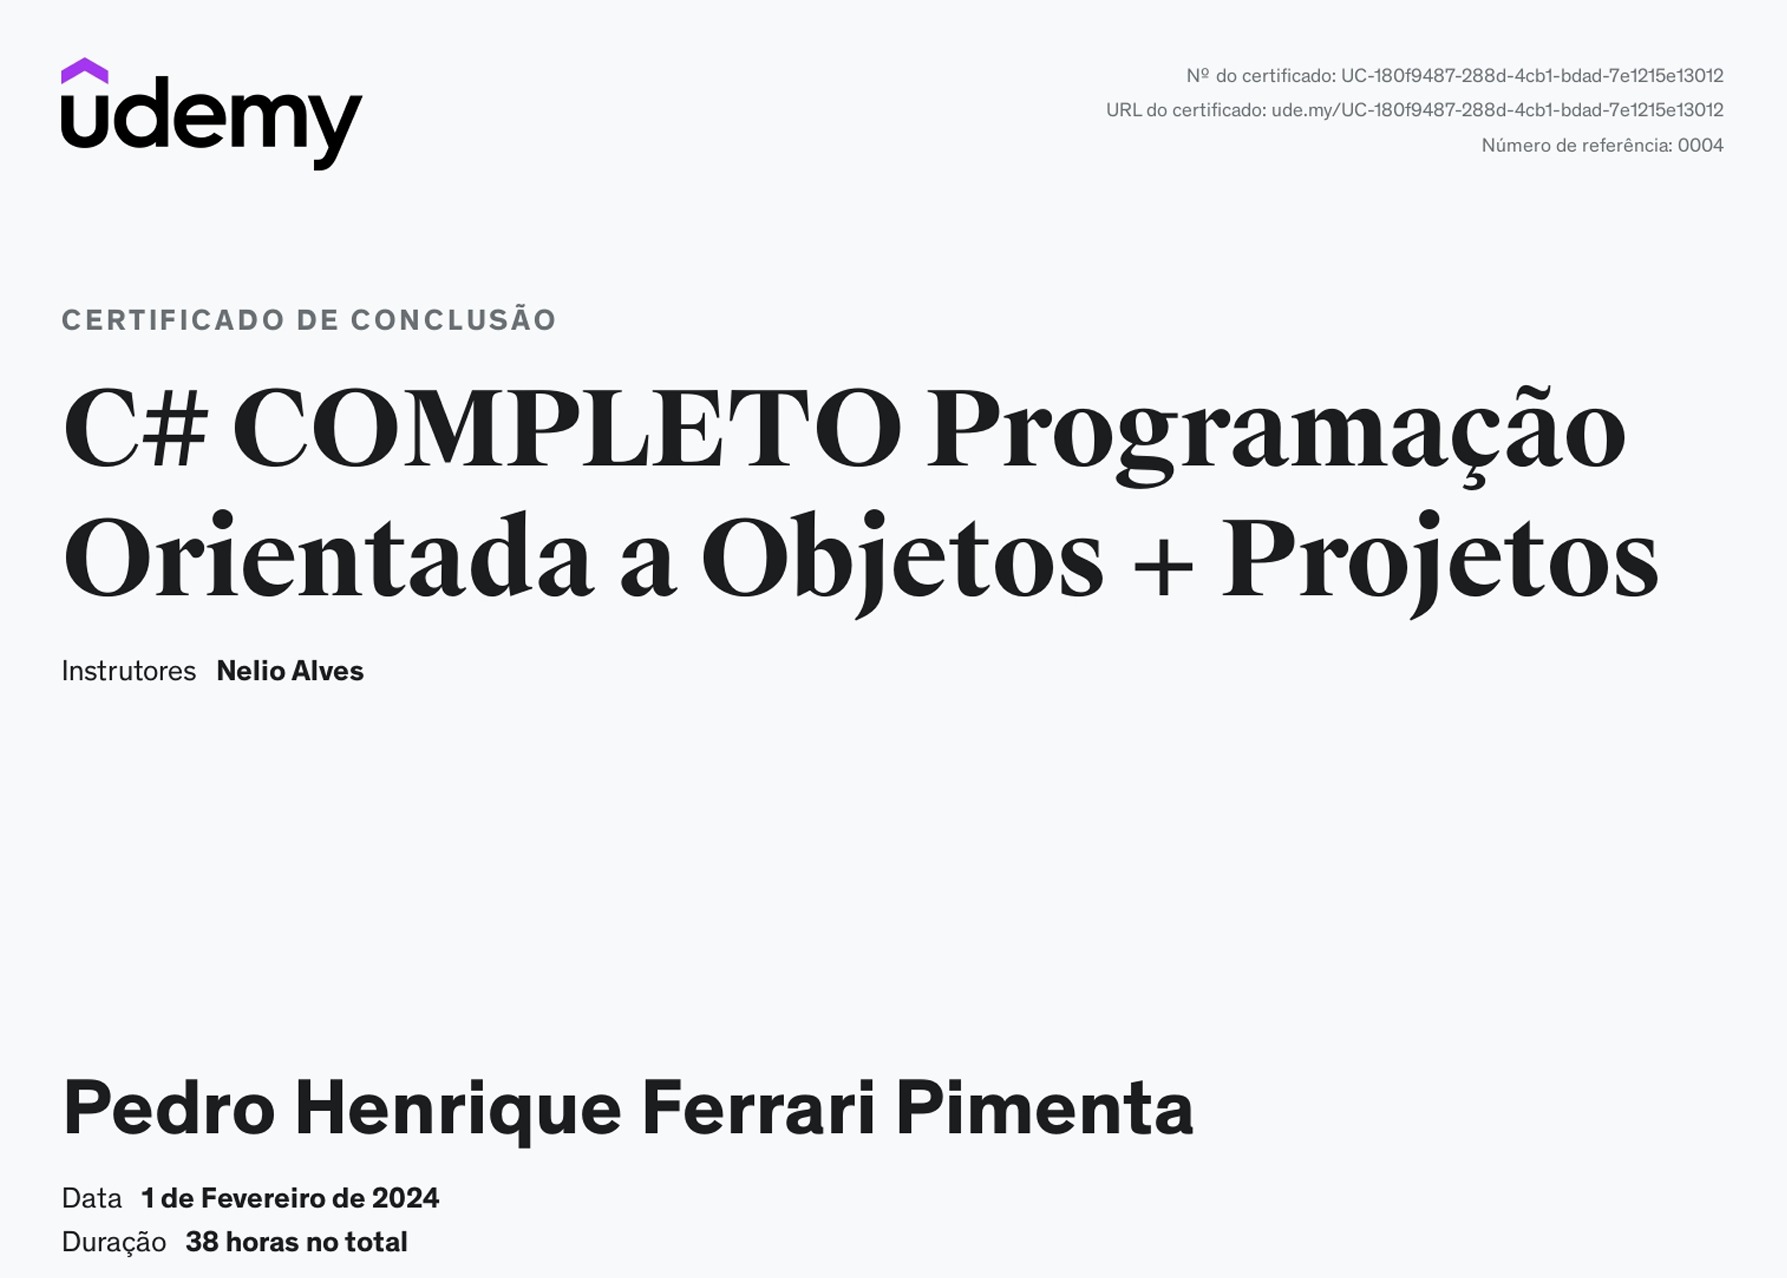 udemy
Nº do certificado: UC-180f9487-288d-4cb1-bdad-7e1215e13012
URL do certificado: ude.my/UC-180f9487-288d-4cb1-bdad-7e1215e13012
Número de referência: 0004
CERTIFICADO DE CONCLUSÃO
C# COMPLETO Programação
Orientada a Objetos + Projetos
Instrutores Nelio Alves
Pedro Henrique Ferrari Pimenta
Data 1 de Fevereiro de 2024
Duração 38 horas no total